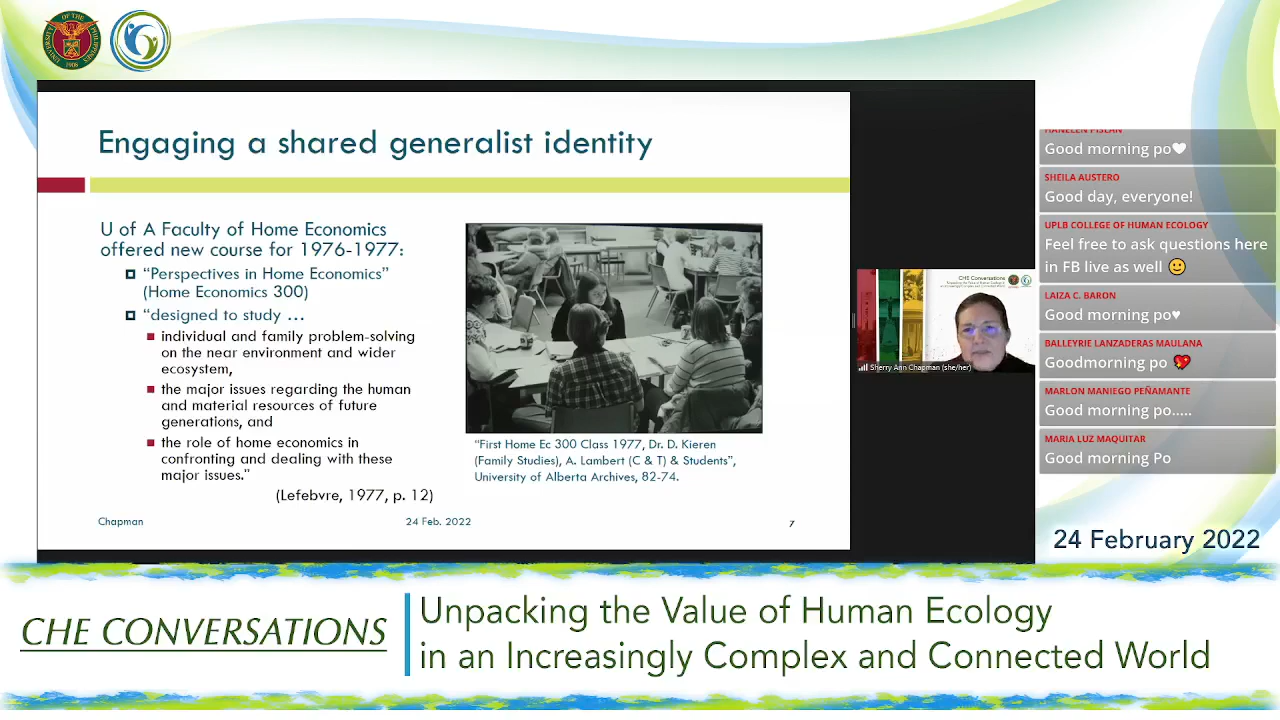 Engaging a shared generalist identity
U of A Faculty of Home Economics
offered new course for 1976-1977:
“Perspectives in Home Economics”
(Home Economics 300)
“designed to study …
individual and family problem-solving
on the near environment and wider
ecosystem,
the major issues regarding the human
and material resources of future
generations, and
the role of home economics in
confronting and dealing with these
major issues."
(Lefebvre, 1977, p. 12)
"First Home Ec 300 Class 1977, Dr. D. Kieren
(Family Studies), A. Lambert (C & T) & Students",
University of Alberta Archives, 82-74.
Chapman
24 Feb. 2022
7
CHE Conversations
Sherry Ann Chapman (she/her)
Good morning po🤍
SHEILA AUSTERO
Good day, everyone!
UPLB COLLEGE OF HUMAN ECOLOGY
Feel free to ask questions here
in FB live as well 🙂
LAIZA C. BARON
Good morning po♥
BALLEYRIE LANZADERAS MAULANA
Goodmorning po 💖
MARLON MANIEGO PEÑAMANTE
Good morning po.....
MARIA LUZ MAQUITAR
Good morning Po
24 February 2022
CHE CONVERSATIONS
Unpacking the Value of Human Ecology
in an Increasingly Complex and Connected World